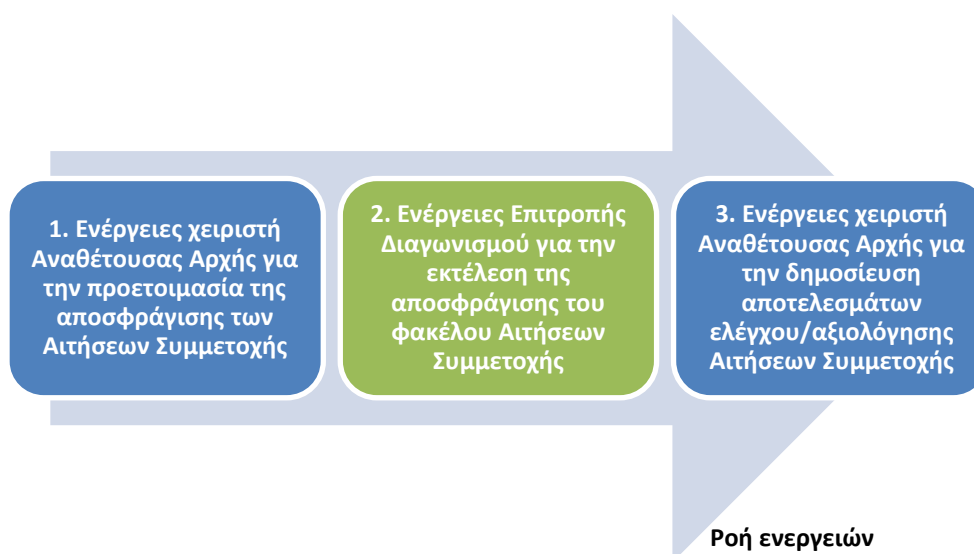 1. Ενέργειες χειριστή
Αναθέτουσας Αρχής για
την προετοιμασία της
αποσφράγισης των
Αιτήσεων Συμμετοχής
2. Ενέργειες Επιτροπής
Διαγωνισμού για την
εκτέλεση της
αποσφράγισης του
φακέλου Αιτήσεων
Συμμετοχής
3. Ενέργειες χειριστή
Αναθέτουσας Αρχής για
την δημοσίευση
αποτελεσμάτων
ελέγχου/αξιολόγησης
Αιτήσεων Συμμετοχής
Ροή ενεργειών